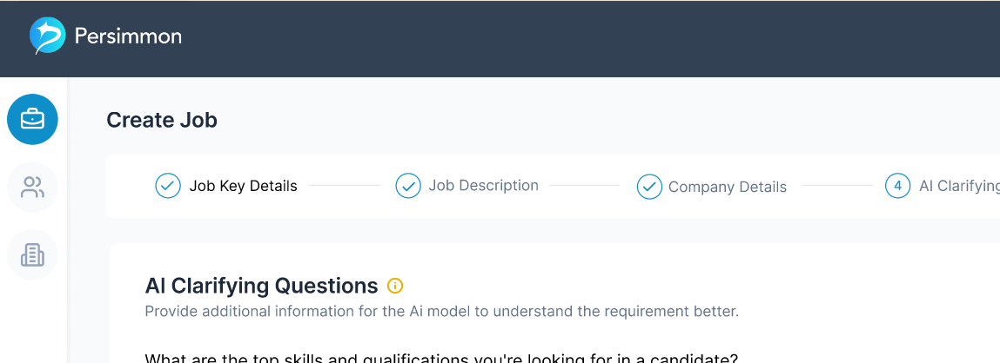 Persimmon
Create Job
Job Key Details
Job Description
Company Details
4 AI Clarifying
AI Clarifying Questions
Provide additional information for the Ai model to understand the requirement better.
What are the top skills and qualifications you're looking for in a candidate?